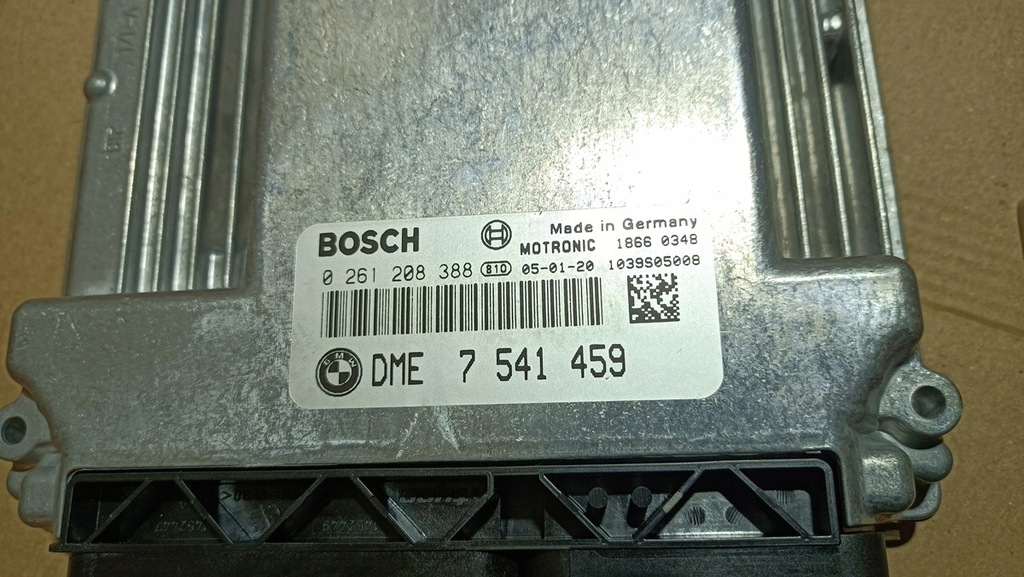 BOSCH
Made in Germany
MOTRONIC 1866 0348
0 261 208 388 B10 05-01-20 1039S05008
BMW DME 7 541 459